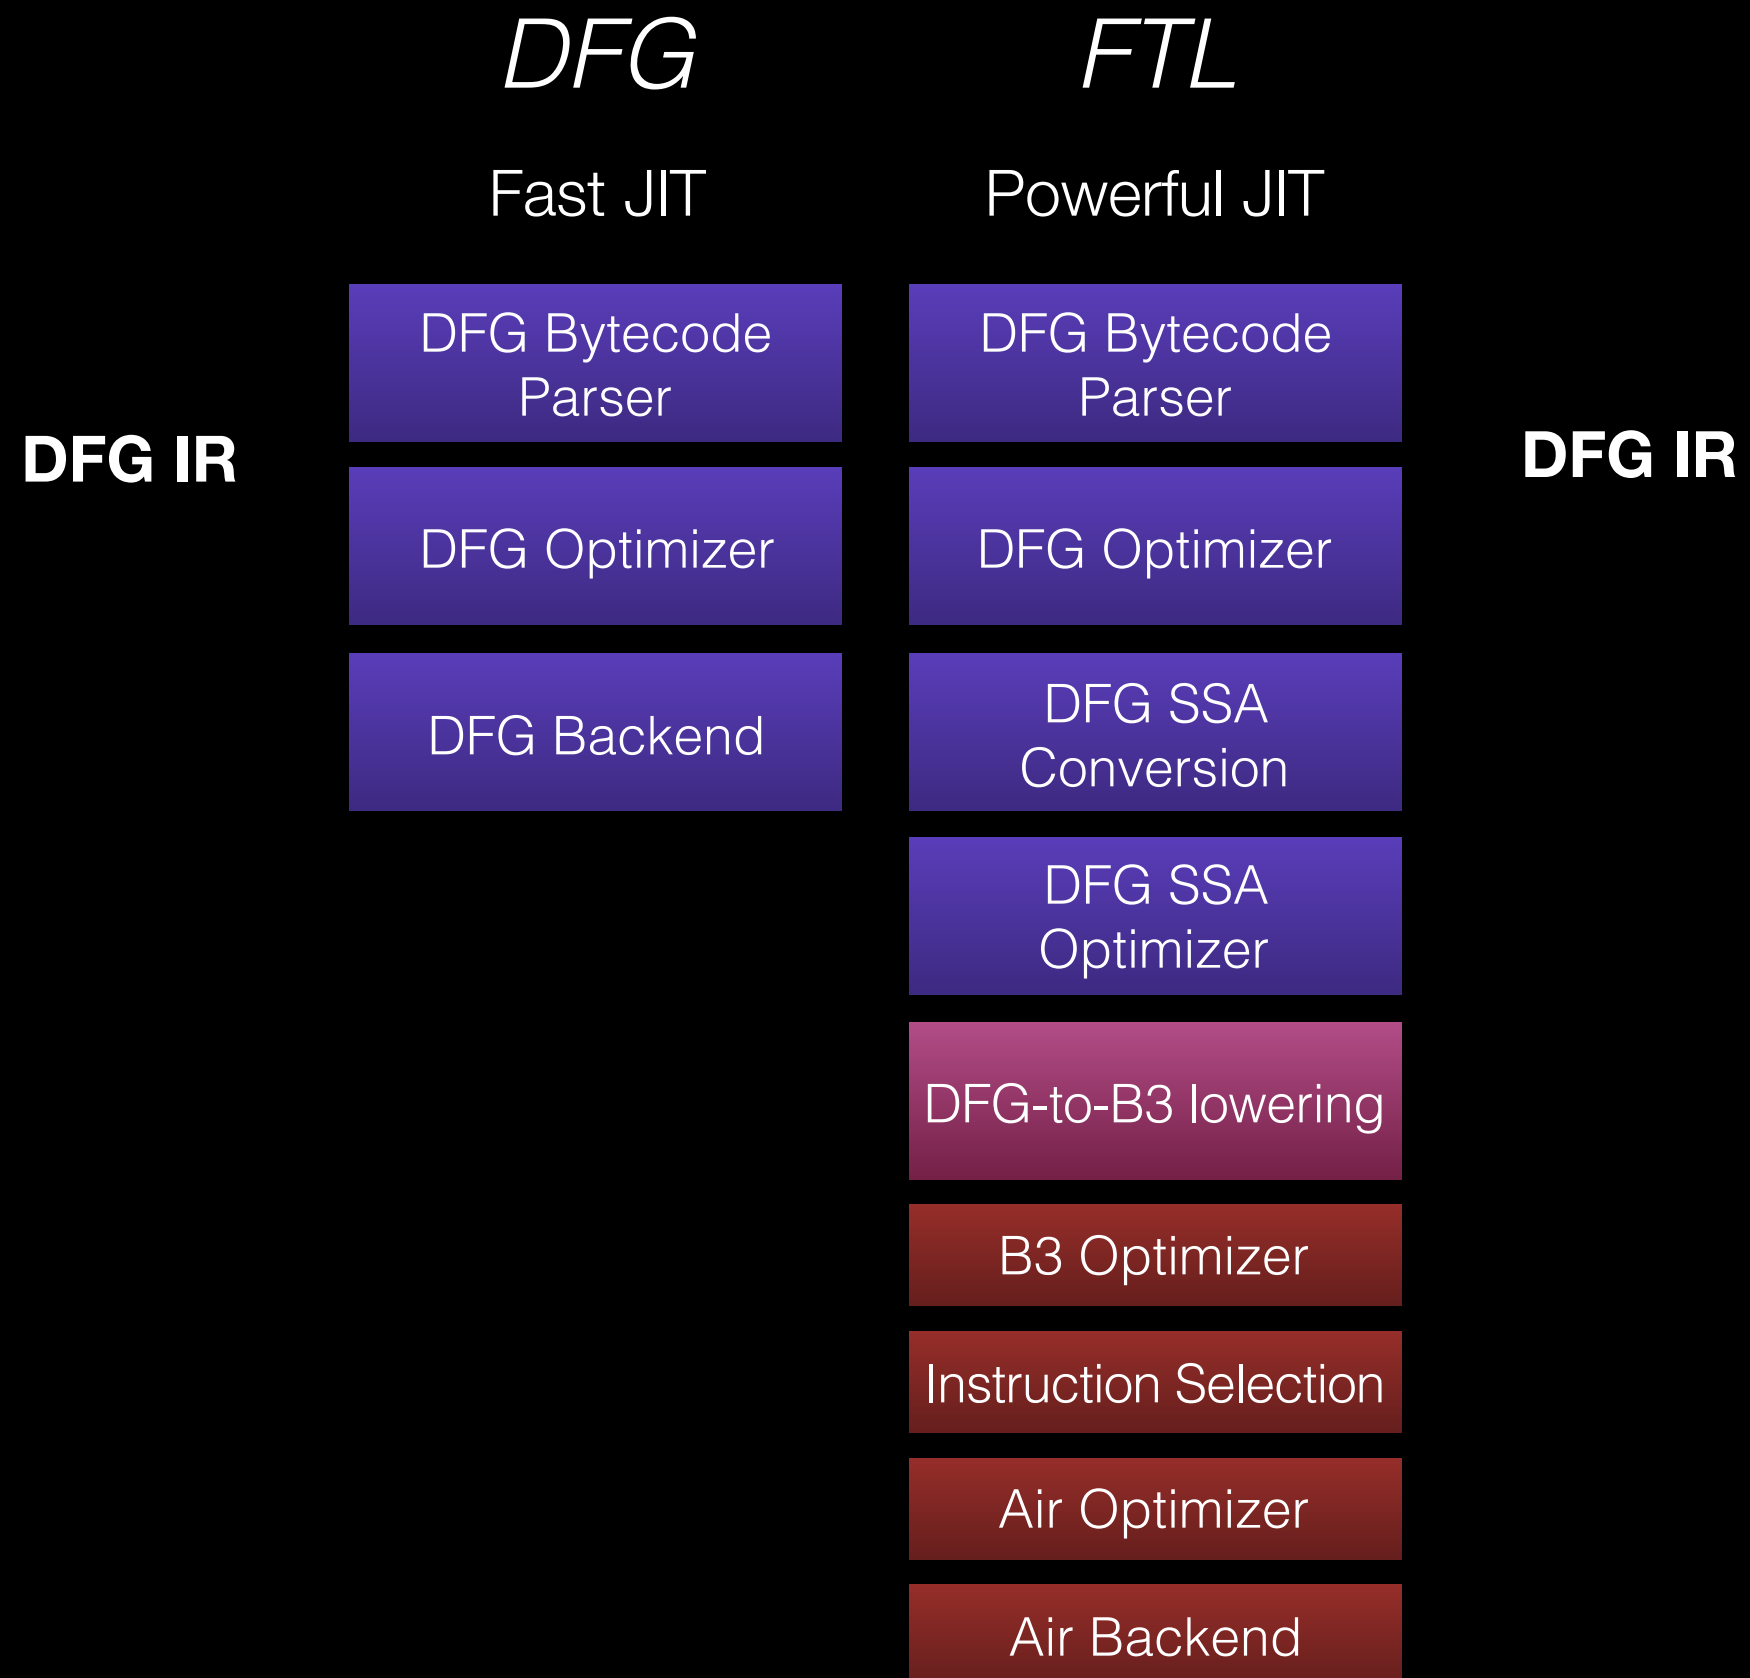 DFG
FTL
Fast JIT
Powerful JIT
DFG IR
DFG Bytecode
Parser
DFG Optimizer
DFG Backend
DFG Bytecode
Parser
DFG Optimizer
DFG SSA
Conversion
DFG SSA
Optimizer
DFG-to-B3 lowering
B3 Optimizer
Instruction Selection
Air Optimizer
Air Backend
DFG IR